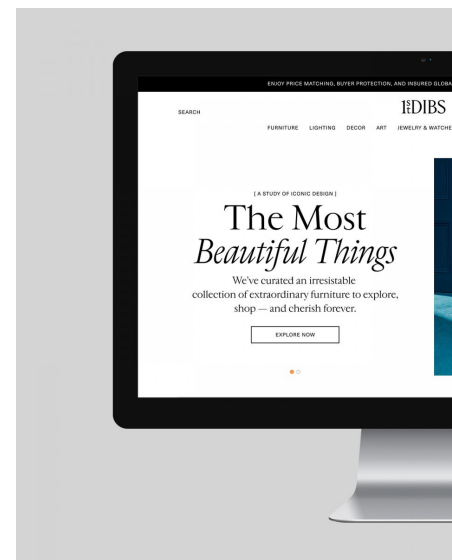 ENJOY PRICE MATCHING, BUYER PROTECTION, AND INSURED GLOBA
1stDIBS
SEARCH
FURNITURE LIGHTING DECOR ART JEWELRY & WATCHE
[ A STUDY OF ICONIC DESIGN ]
The Most
Beautiful Things
We've curated an irresistable
collection of extraordinary furniture to explore,
shop — and cherish forever.
EXPLORE NOW